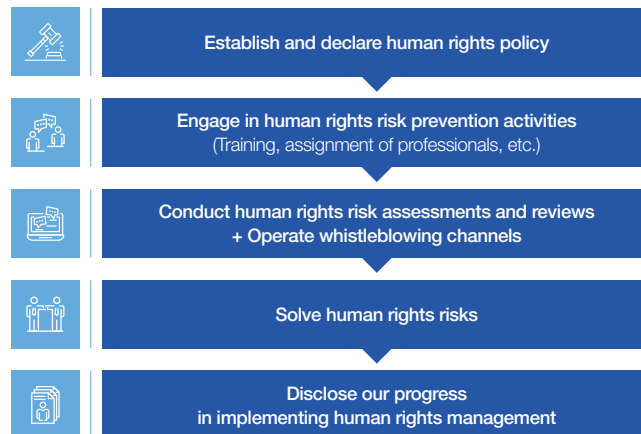 Establish and declare human rights policy
Engage in human rights risk prevention activities
(Training, assignment of professionals, etc.)
Conduct human rights risk assessments and reviews
+ Operate whistleblowing channels
Solve human rights risks
Disclose our progress
in implementing human rights management